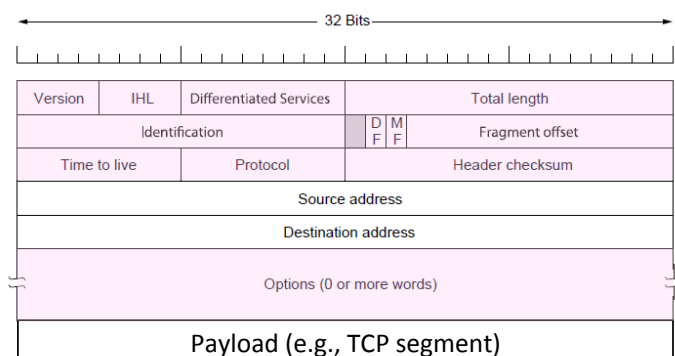 32 Bits
Version IHL Differentiated Services Total length
Identification D F M F Fragment offset
Time to live Protocol Header checksum
Source address
Destination address
Options (0 or more words)
Payload (e.g., TCP segment)